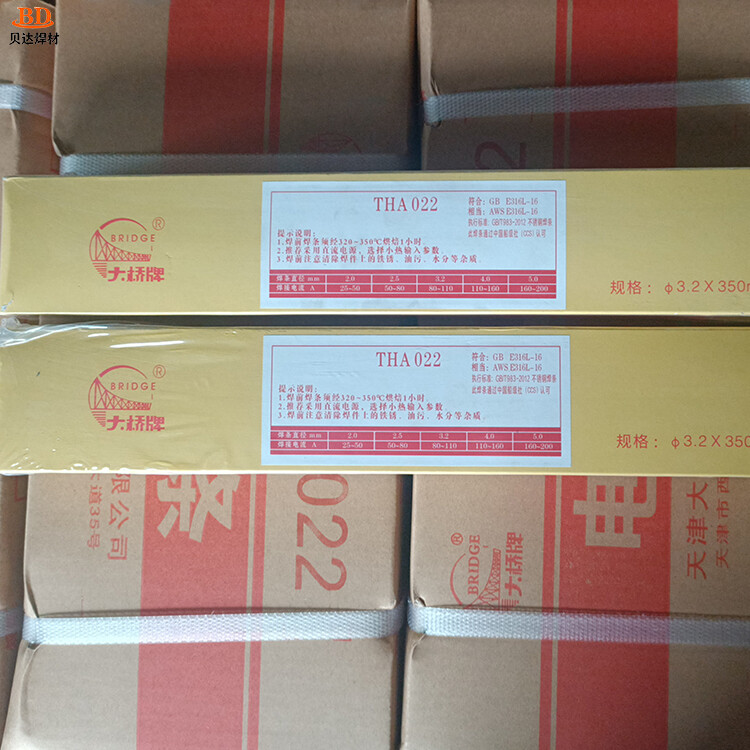 BD
贝达焊材
022
BRIDGE®
大桥牌
THA 022
符合：GB E316L-16
相当：AWS E316L-16
执行标准：GB/T983-2012 不锈钢焊条
此焊条通过中国船级社（CCS）认可
提示说明：
1.焊前焊条须经320~350℃烘焙1小时。
2.推荐采用直流电源，选择小热输入参数。
3.焊前注意清除焊件上的铁锈、油污、水分等杂质。
焊条直径 mm 2.0 2.5 3.2 4.0 5.0
焊接电流 A 25~50 50~80 80~110 110~160 160~200
规格：φ3.2×350m
BRIDGE®
大桥牌
THA 022
符合：GB E316L-16
相当：AWS E316L-16
执行标准：GB/T983-2012 不锈钢焊条
此焊条通过中国船级社（CCS）认可
提示说明：
1.焊前焊条须经320~350℃烘焙1小时。
2.推荐采用直流电源，选择小热输入参数。
3.焊前注意清除焊件上的铁锈、油污、水分等杂质。
焊条直径 mm 2.0 2.5 3.2 4.0 5.0
焊接电流 A 25~50 50~80 80~110 110~160 160~200
规格：φ3.2×350
限公司
大道35号
条
022
BRIDGE®
大桥牌
电
天津大
天津市西